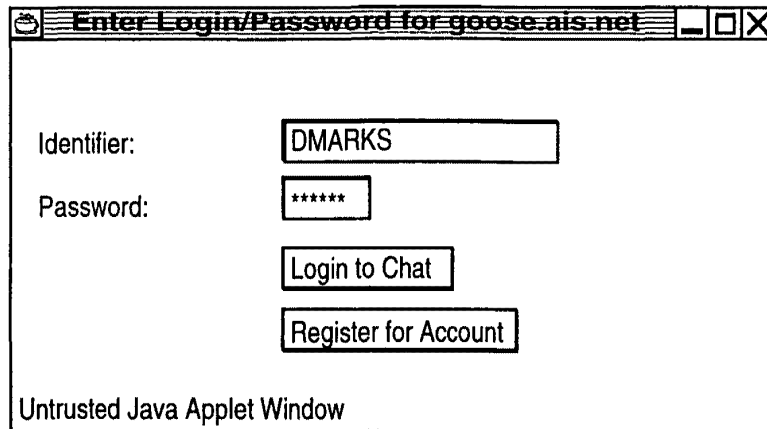 Enter Login/Password for goose.ais.net
Identifier: DMARKS
Password: ******
Login to Chat
Register for Account
Untrusted Java Applet Window